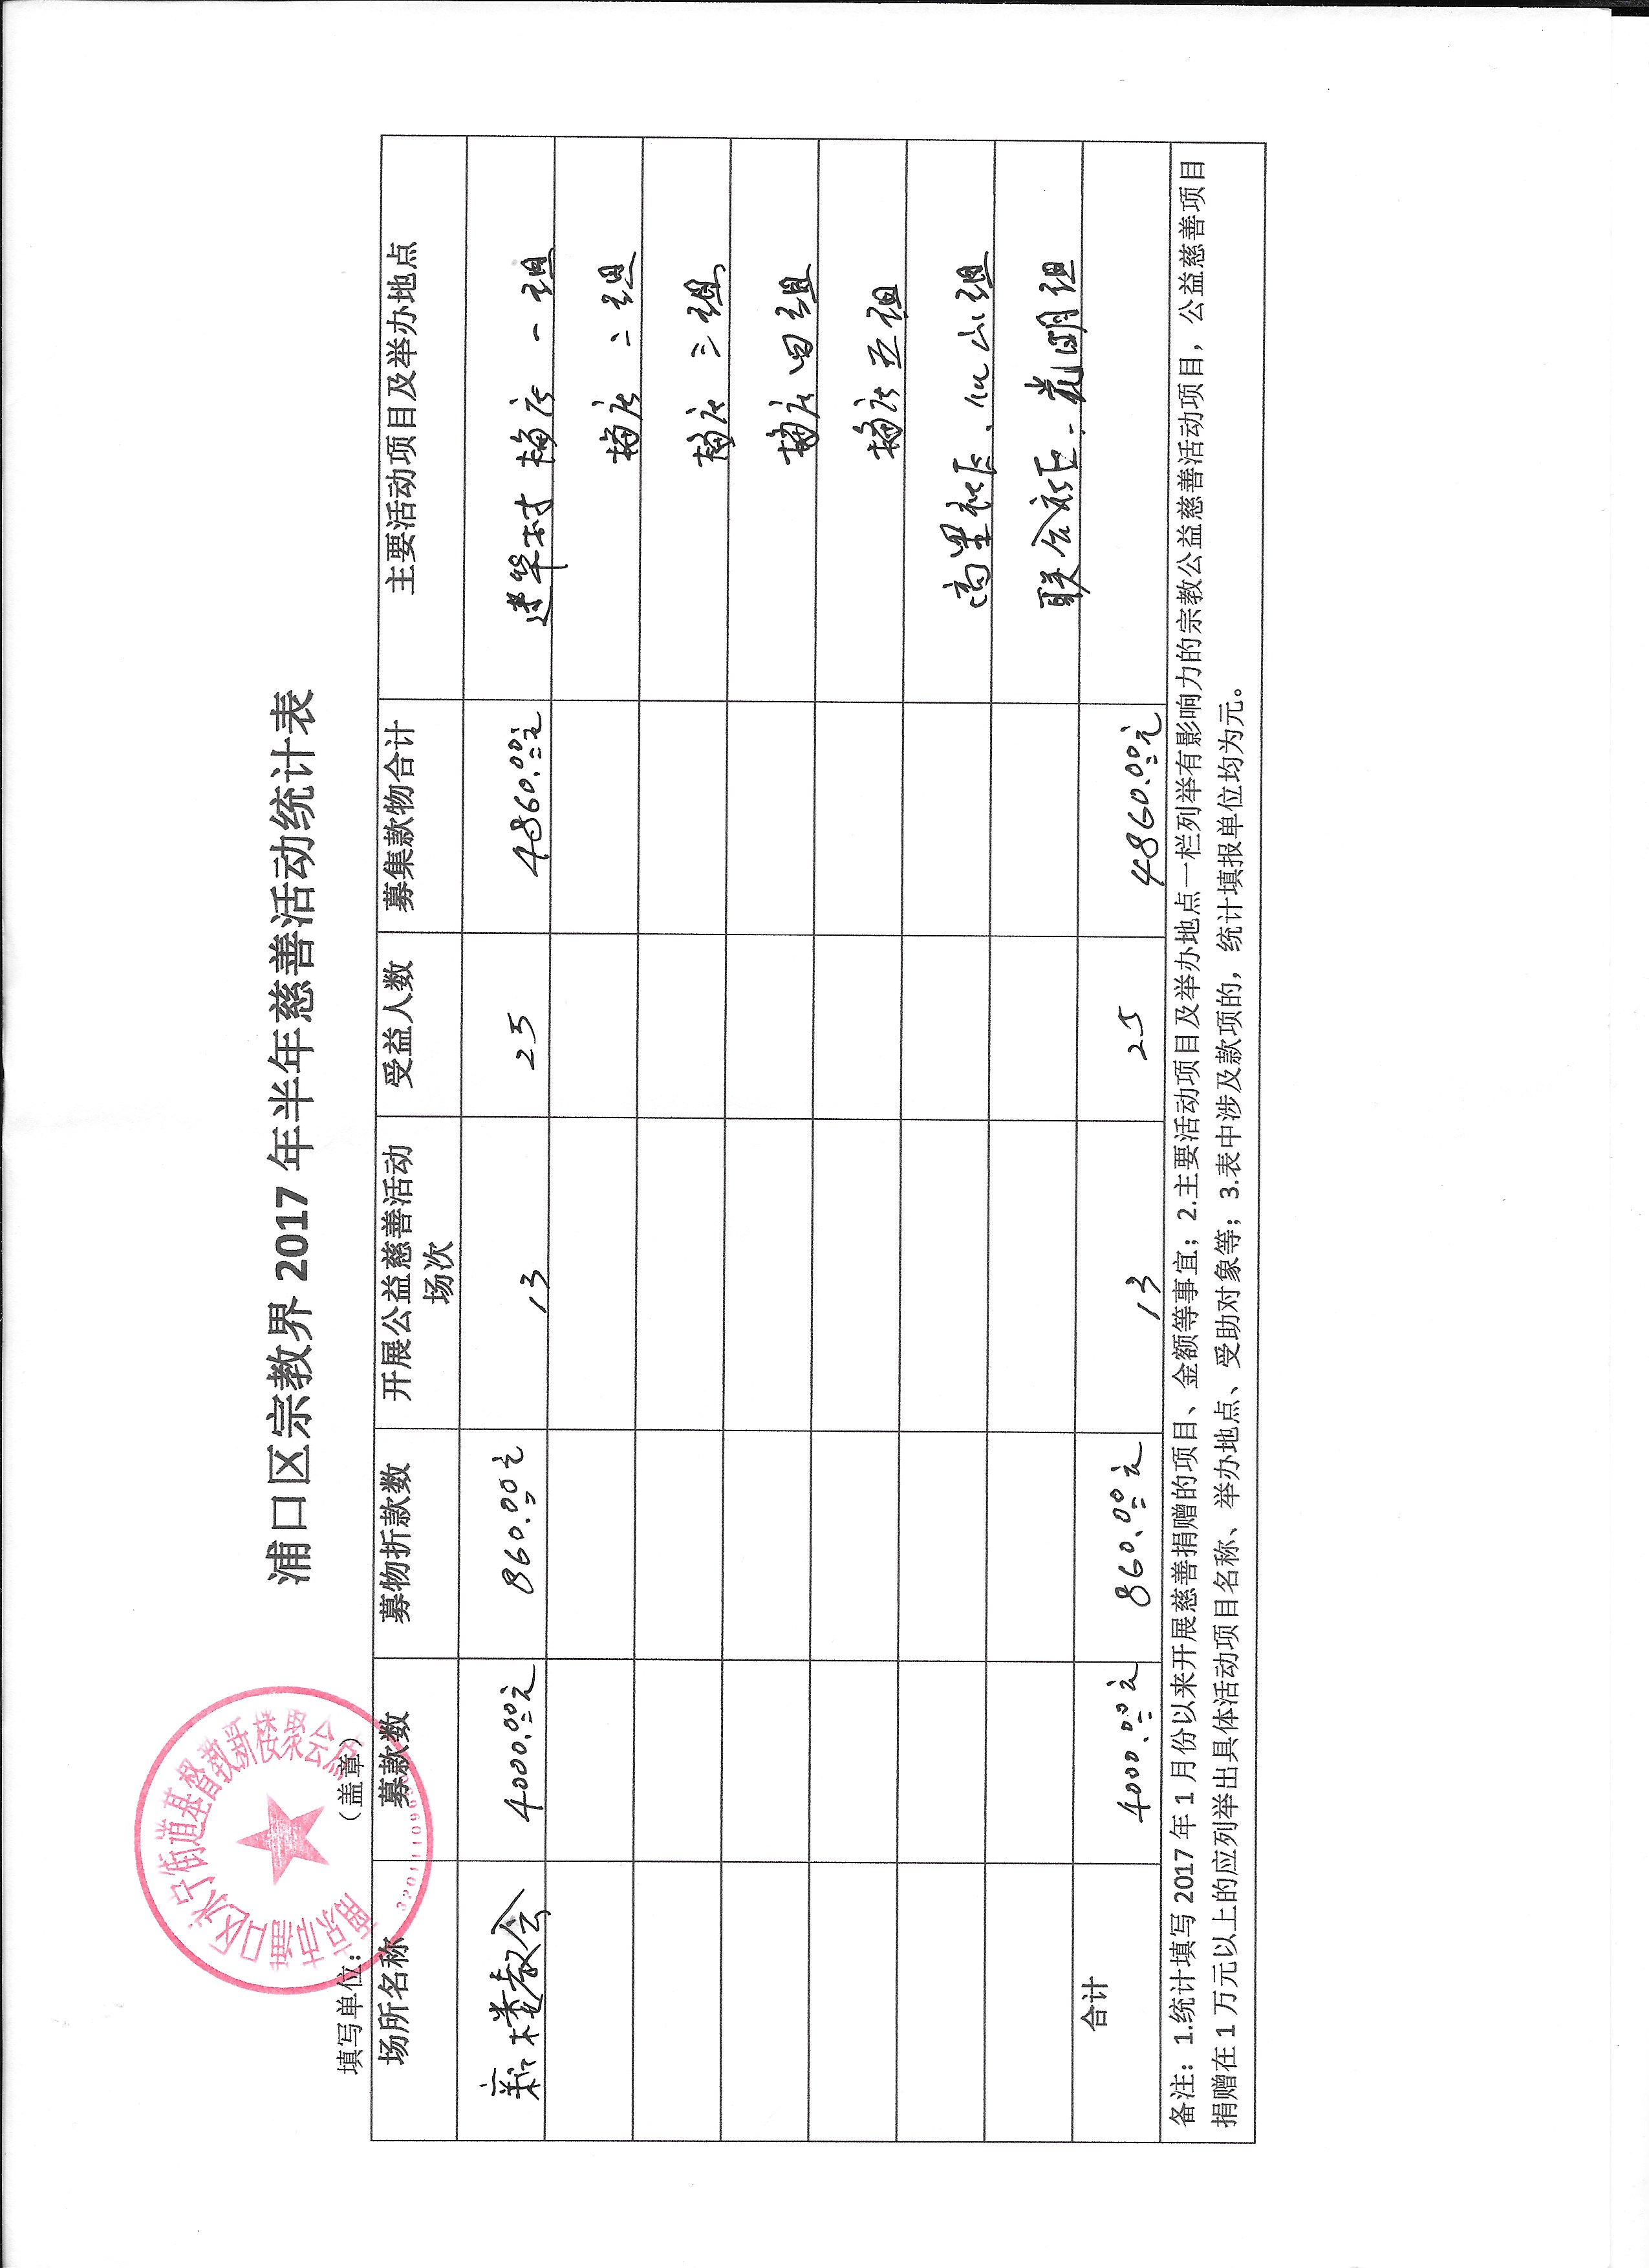 南京市浦口区永宁街道基督教新楼聚会点
浦口区宗教界 2017 年半年慈善活动统计表
填写单位： （盖章）
场所名称 募款数 募物折款数 开展公益慈善活动 受益人数 募集款物合计 主要活动项目及举办地点
场次
新楼教会 4000.00元 860.00元 13 25 4860.00元 建华村 梅庄 一组
梅庄 二组
梅庄 三组
梅庄四组
梅庄五组
高里社区.仙山组
联合社区.光明组
合计
4000.00元 860.00元 13 25 4860.00元
备注：1.统计填写 2017 年 1 月份以来开展慈善捐赠的项目、金额等事宜；2.主要活动项目及举办地点一栏列举有影响力的宗教公益慈善活动项目，公益慈善项目
捐赠在 1 万元以上的应列举出具体活动项目名称、举办地点、受助对象等；3.表中涉及款项的，统计填报单位均为元。